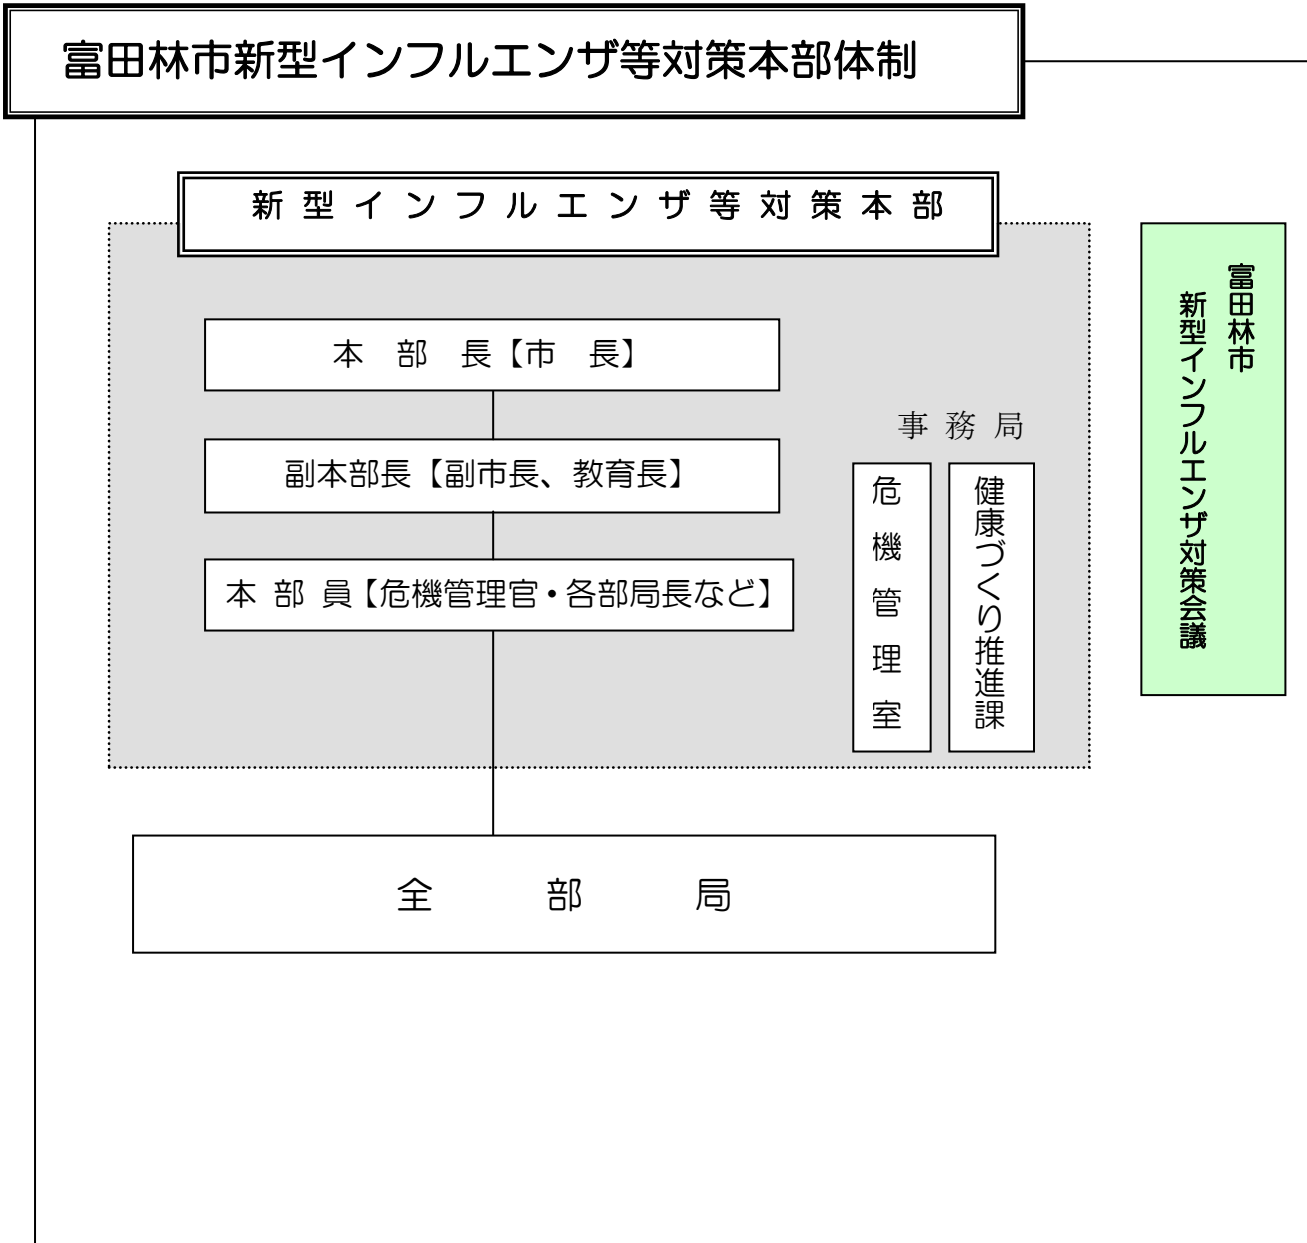 富田林市新型インフルエンザ等対策本部体制
新型インフルエンザ等対策本部
本　部　長【市　長】
副本部長【副市長、教育長】
本 部 員【危機管理官・各部局長など】
事 務 局
危機管理室
健康づくり推進課
富田林市
新型インフルエンザ対策会議
全　部　局